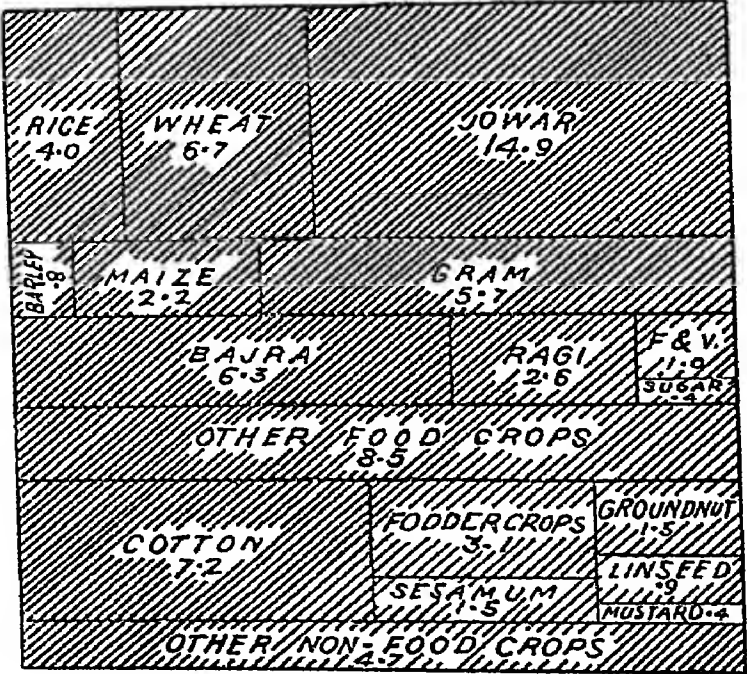 RICE
4·0
WHEAT
6·7
JOWAR
14·9
BARLEY
·8
MAIZE
2·2
GRAM
5·7
BAJRA
6·3
RAGI
2·6
F & V.
1·0
SUGAR
·4
OTHER FOOD CROPS
8·5
COTTON
7·2
FODDER CROPS
3·1
SESAMUM
1·5
GROUNDNUT
1·5
LINSEED
·9
MUSTARD·4
OTHER NON-FOOD CROPS
4·7